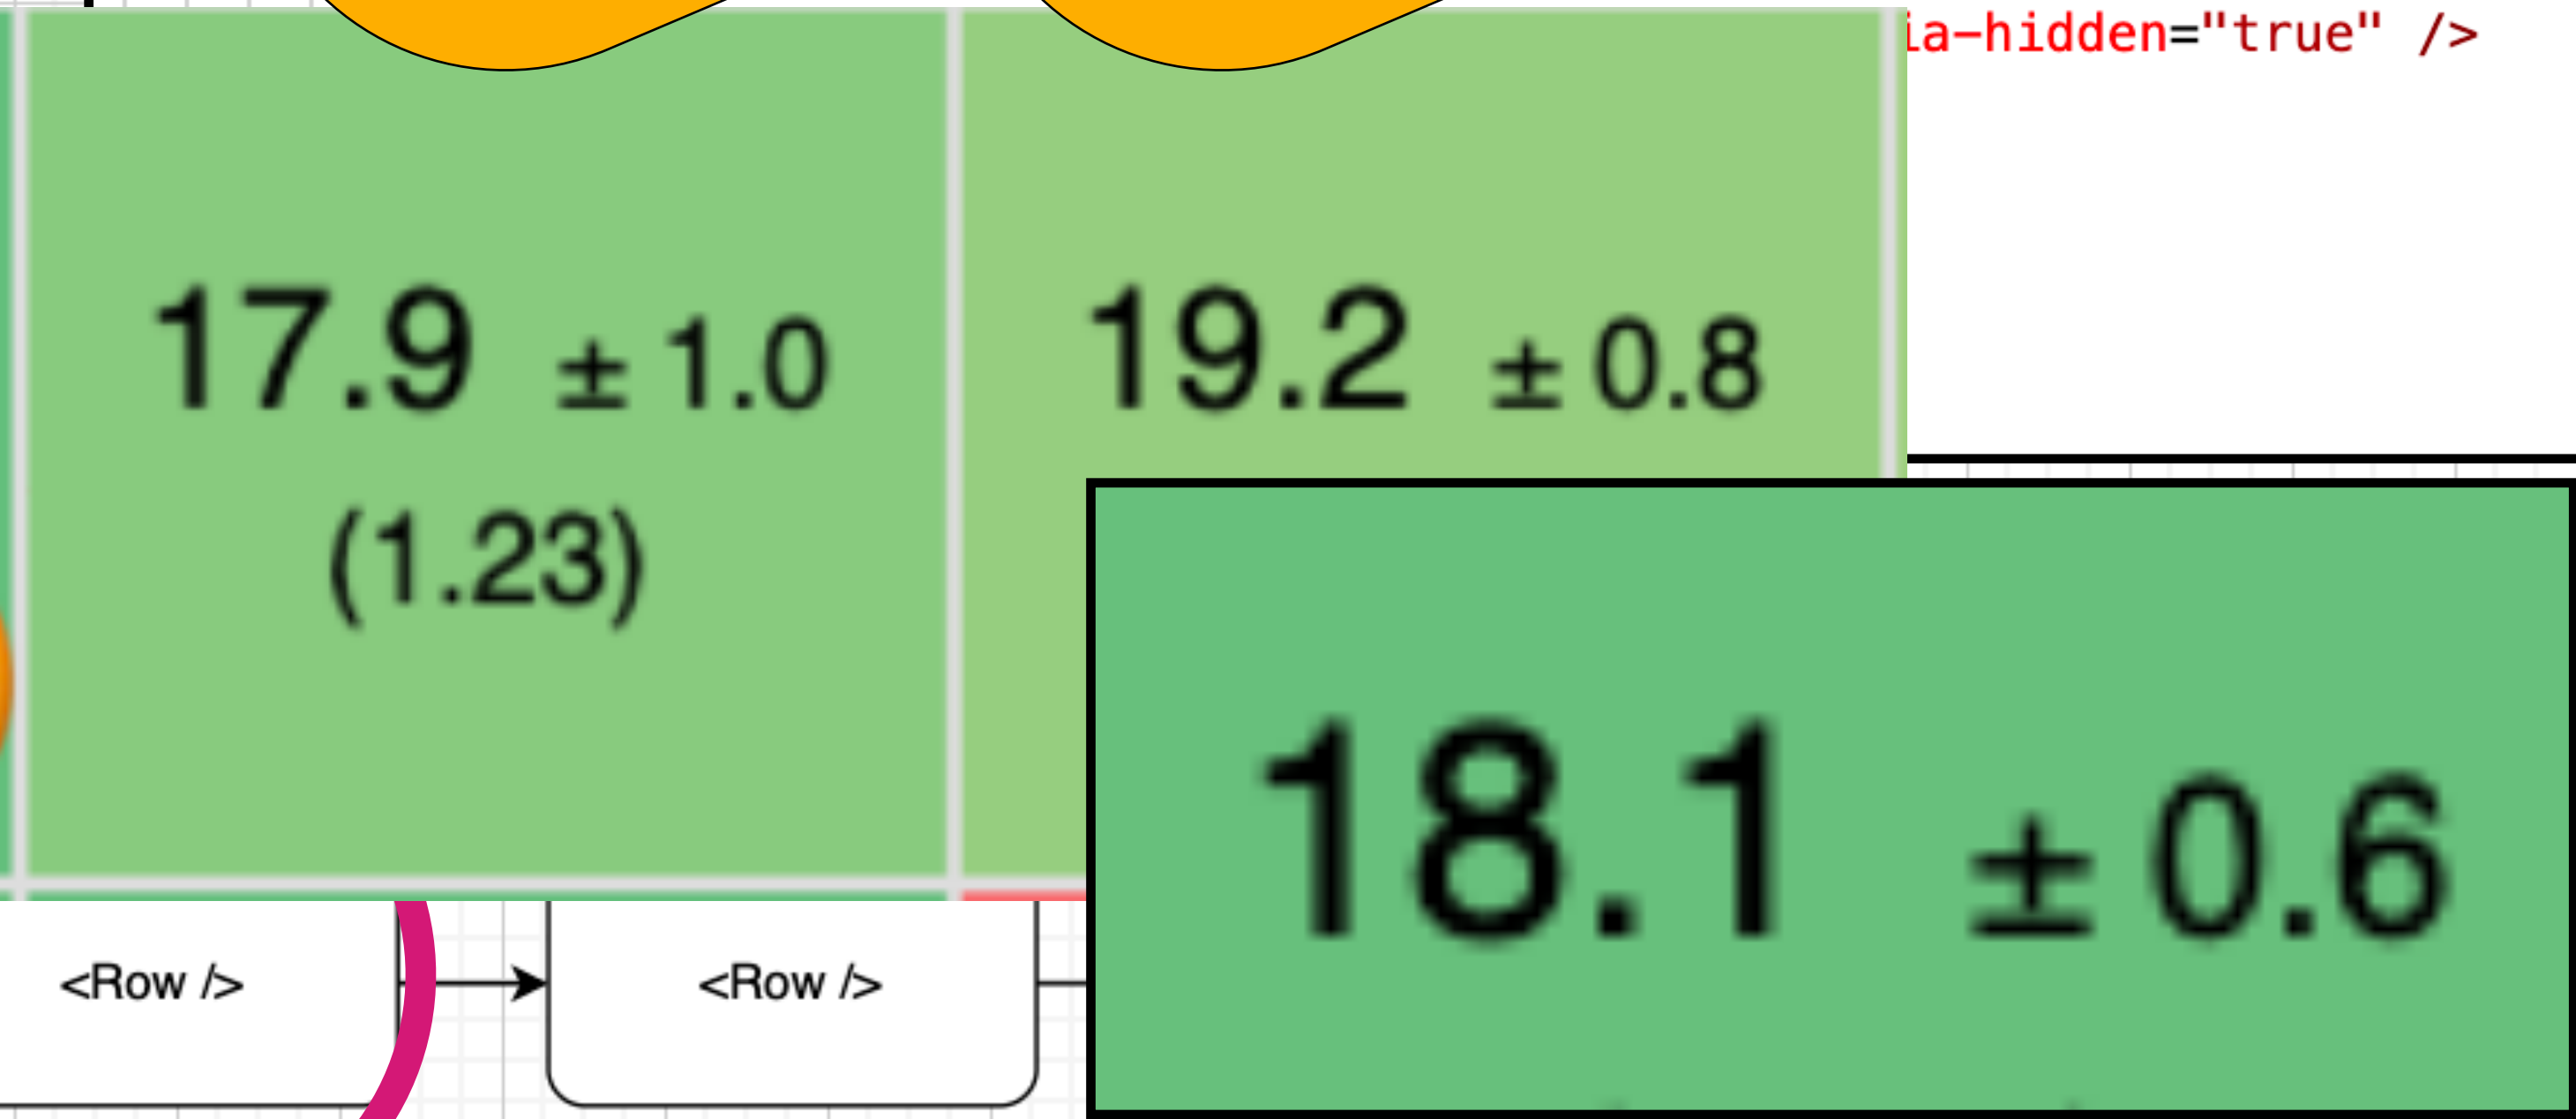 ia-hidden="true" />
17.9 ± 1.0
19.2 ± 0.8
(1.23)
18.1 ± 0.6
<Row />
<Row />